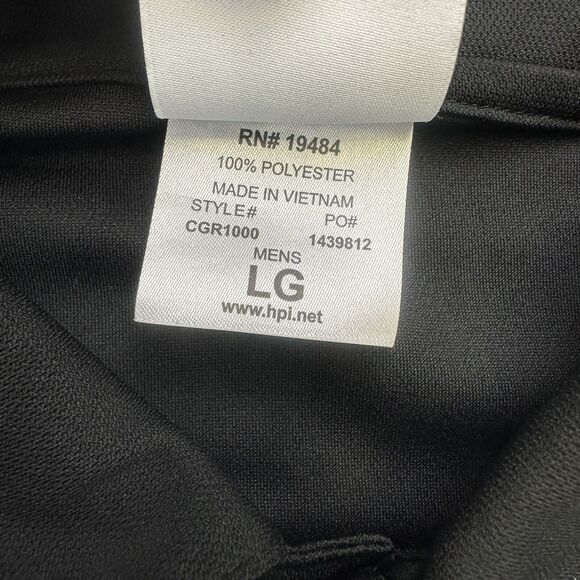 RN# 19484
100% POLYESTER
MADE IN VIETNAM
STYLE# PO#
CGR1000 1439812
MENS
LG
www.hpi.net